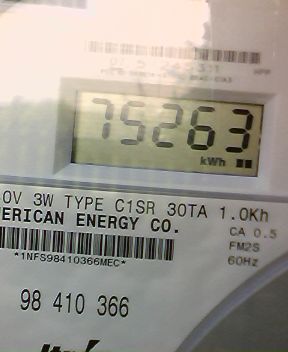 75263
kWh
0V 3W TYPE C1SR 30TA 1.0Kh
ERICAN ENERGY CO.
CA 0.5
FM2S
*1NFS98410366MEC*
60Hz
98 410 366